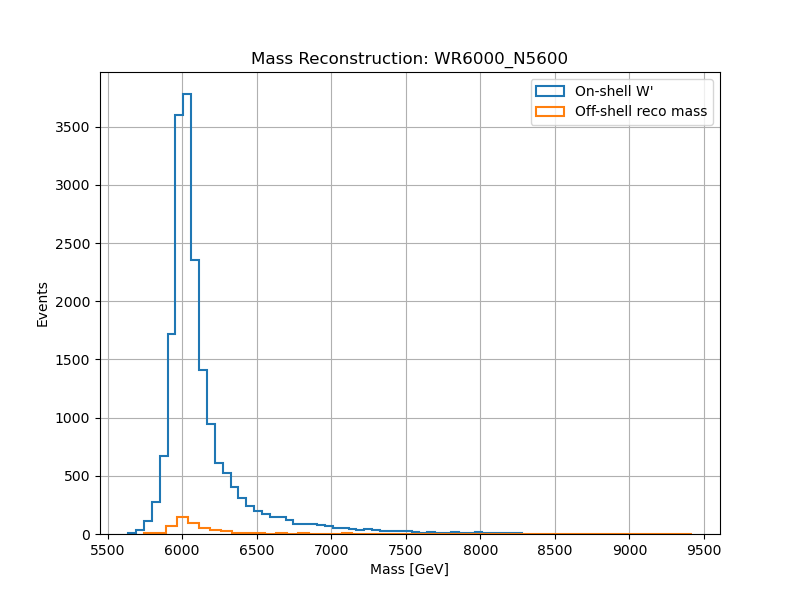 Mass Reconstruction: WR6000_N5600
On-shell W'
Off-shell reco mass
3500
3000
2500
2000
1500
1000
500
0
Events
5500 6000 6500 7000 7500 8000 8500 9000 9500
Mass [GeV]